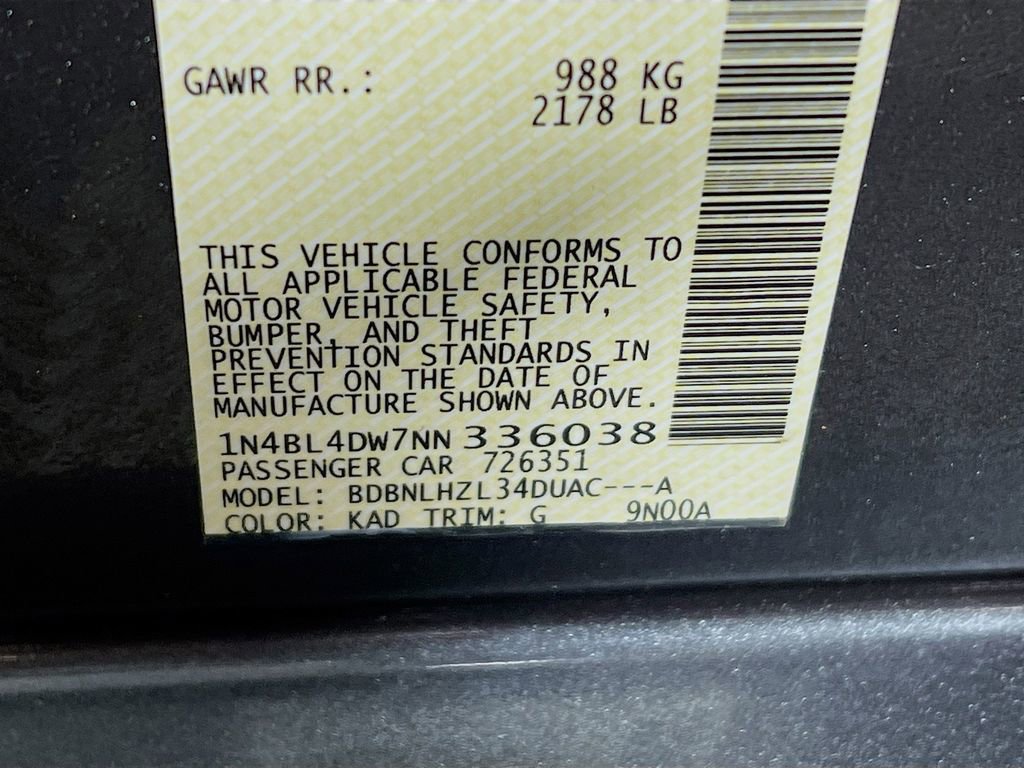 GAWR RR.: 988 KG
2178 LB
THIS VEHICLE CONFORMS TO
ALL APPLICABLE FEDERAL
MOTOR VEHICLE SAFETY,
BUMPER, AND THEFT
PREVENTION STANDARDS IN
EFFECT ON THE DATE OF
MANUFACTURE SHOWN ABOVE.
1N4BL4DW7NN336038
PASSENGER CAR 726351
MODEL: BDBNLHZL34DUAC---A
COLOR: KAD TRIM: G 9N00A